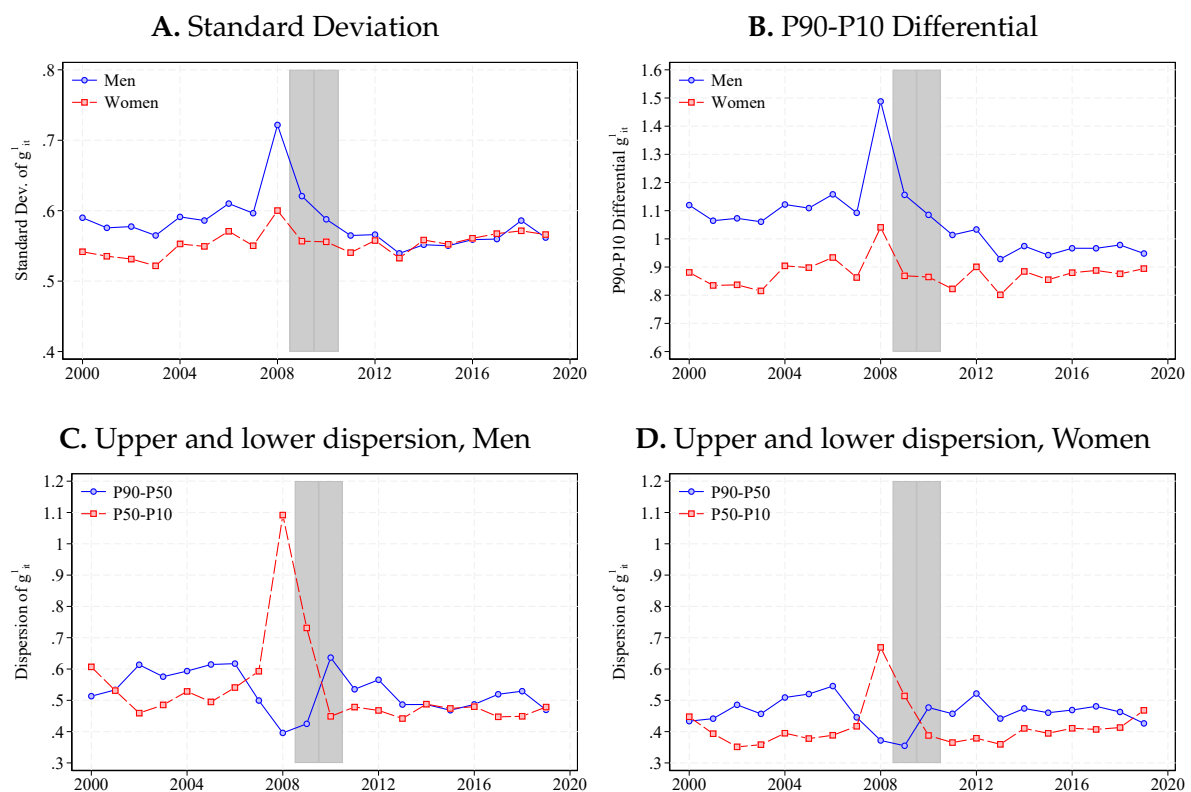 A. Standard Deviation
Standard Dev. of g¹ᵢₜ
.8
.7
.6
.5
.4
Men
Women
2000 2004 2008 2012 2016 2020
B. P90-P10 Differential
P90-P10 Differential g¹ᵢₜ
1.6
1.5
1.4
1.3
1.2
1.1
1
.9
.8
.7
.6
Men
Women
2000 2004 2008 2012 2016 2020
C. Upper and lower dispersion, Men
Dispersion of g¹ᵢₜ
1.2
1.1
1
.9
.8
.7
.6
.5
.4
.3
P90-P50
P50-P10
2000 2004 2008 2012 2016 2020
D. Upper and lower dispersion, Women
Dispersion of g¹ᵢₜ
1.2
1.1
1
.9
.8
.7
.6
.5
.4
.3
P90-P50
P50-P10
2000 2004 2008 2012 2016 2020